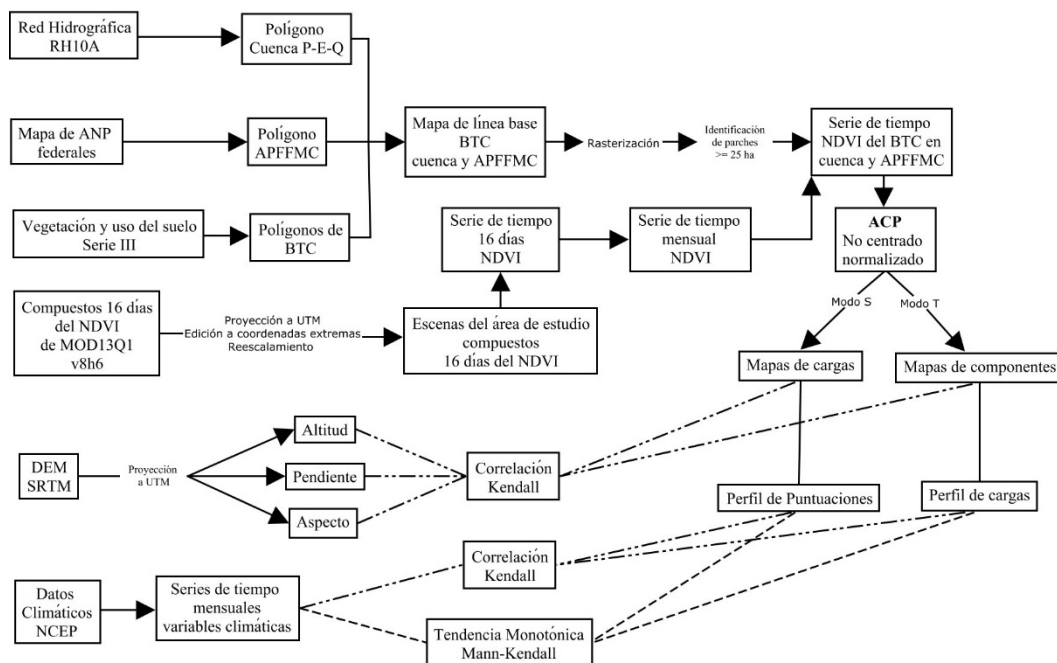 Red Hidrográfica
RH10A
Polígono
Cuenca P-E-Q
Mapa de ANP
federales
Polígono
APFFMC
Mapa de línea base
BTC
cuenca y APFFMC
Rasterización
Identificación
de parches
>= 25 ha
Serie de tiempo
NDVI del BTC en
cuenca y APFFMC
Vegetación y uso del suelo
Serie III
Polígonos de
BTC
Serie de tiempo
16 días
NDVI
Serie de tiempo
mensual
NDVI
ACP
No centrado
normalizado
Compuestos 16 días
del NDVI
de MOD13Q1
v8h6
Proyección a UTM
Edición a coordenadas extremas
Reescalamiento
Escenas del área de estudio
compuestos
16 días del NDVI
Modo S
Modo T
Mapas de cargas
Mapas de componentes
DEM
SRTM
Proyección
a UTM
Altitud
Pendiente
Aspecto
Correlación
Kendall
Perfil de Puntuaciones
Perfil de cargas
Datos
Climáticos
NCEP
Series de tiempo
mensuales
variables climáticas
Correlación
Kendall
Tendencia Monotónica
Mann-Kendall